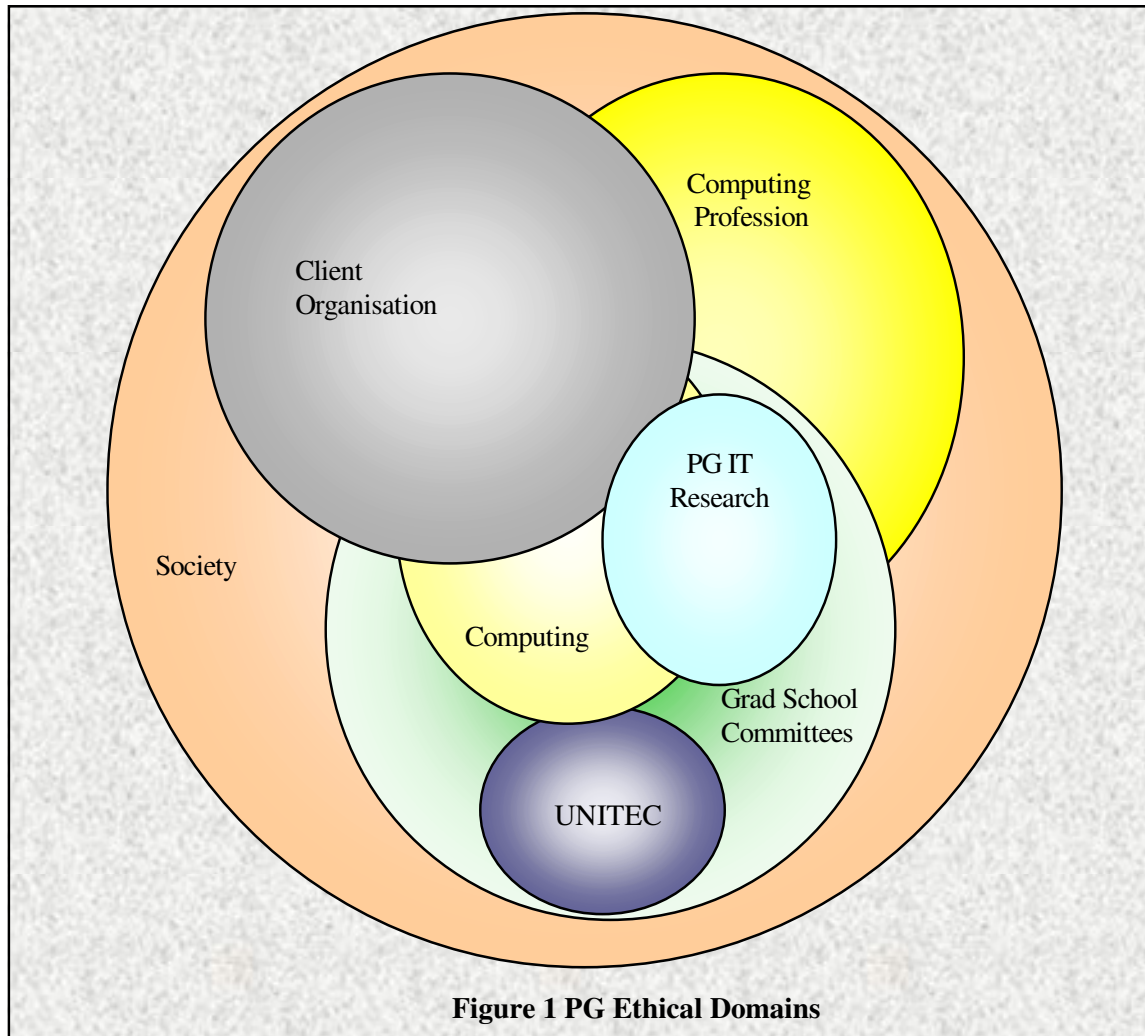 Computing
Profession
Client
Organisation
PG IT
Research
Society
Computing
Grad School
Committees
UNITEC
Figure 1 PG Ethical Domains